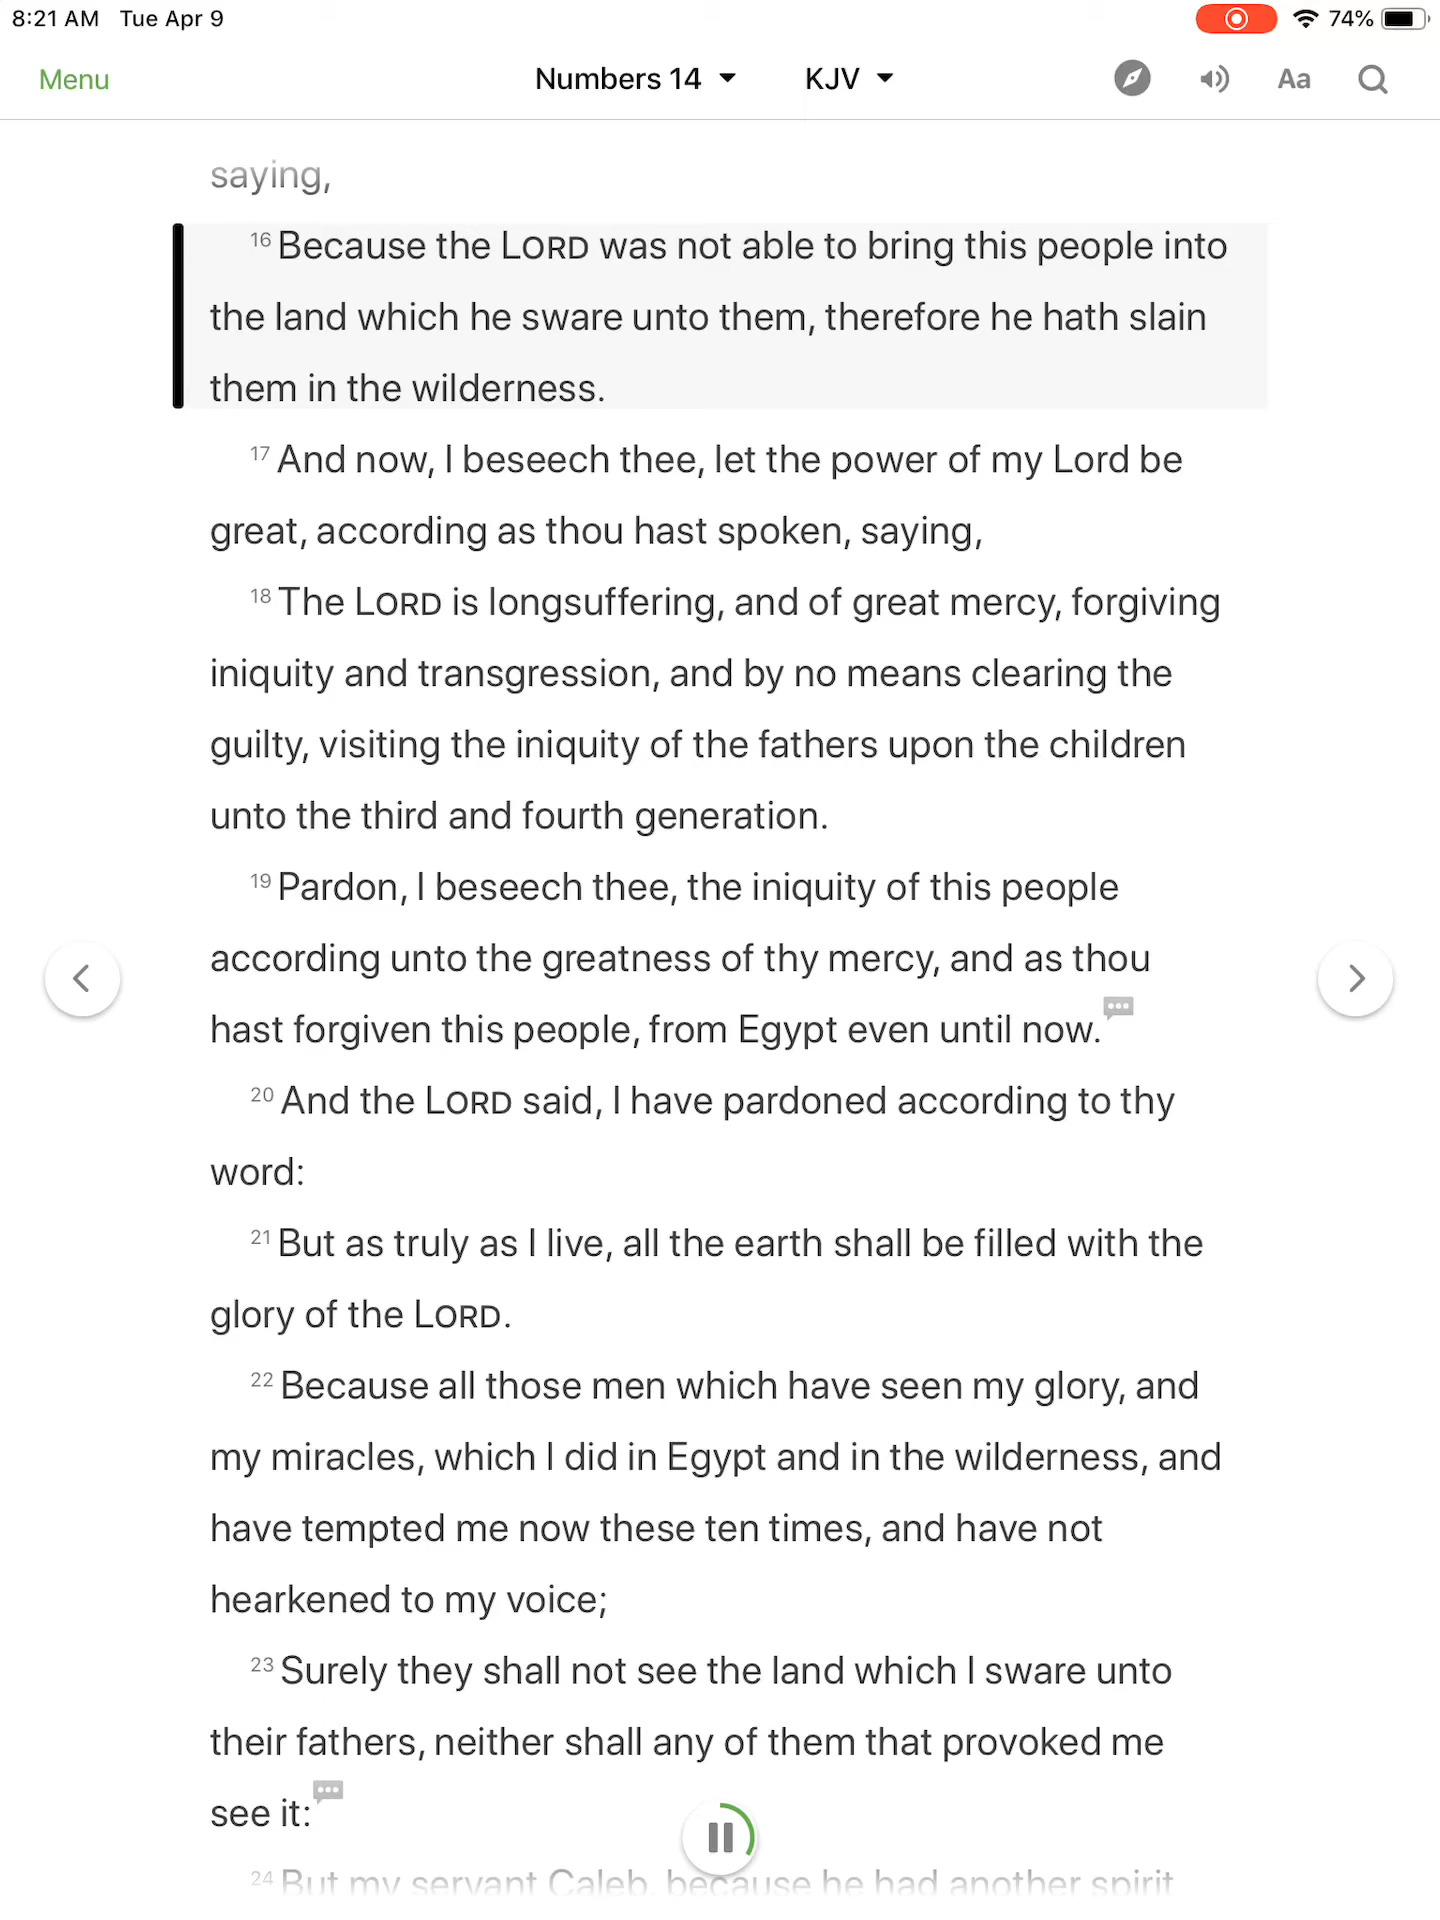 8:21 AM Tue Apr 9 74%
Menu Numbers 14 KJV Aa
saying,
16 Because the LORD was not able to bring this people into
the land which he sware unto them, therefore he hath slain
them in the wilderness.
17 And now, I beseech thee, let the power of my Lord be
great, according as thou hast spoken, saying,
18 The LORD is longsuffering, and of great mercy, forgiving
iniquity and transgression, and by no means clearing the
guilty, visiting the iniquity of the fathers upon the children
unto the third and fourth generation.
19 Pardon, I beseech thee, the iniquity of this people
according unto the greatness of thy mercy, and as thou
hast forgiven this people, from Egypt even until now.
20 And the LORD said, I have pardoned according to thy
word:
21 But as truly as I live, all the earth shall be filled with the
glory of the LORD.
22 Because all those men which have seen my glory, and
my miracles, which I did in Egypt and in the wilderness, and
have tempted me now these ten times, and have not
hearkened to my voice;
23 Surely they shall not see the land which I sware unto
their fathers, neither shall any of them that provoked me
see it:
24 But my servant Caleb, because he had another spirit